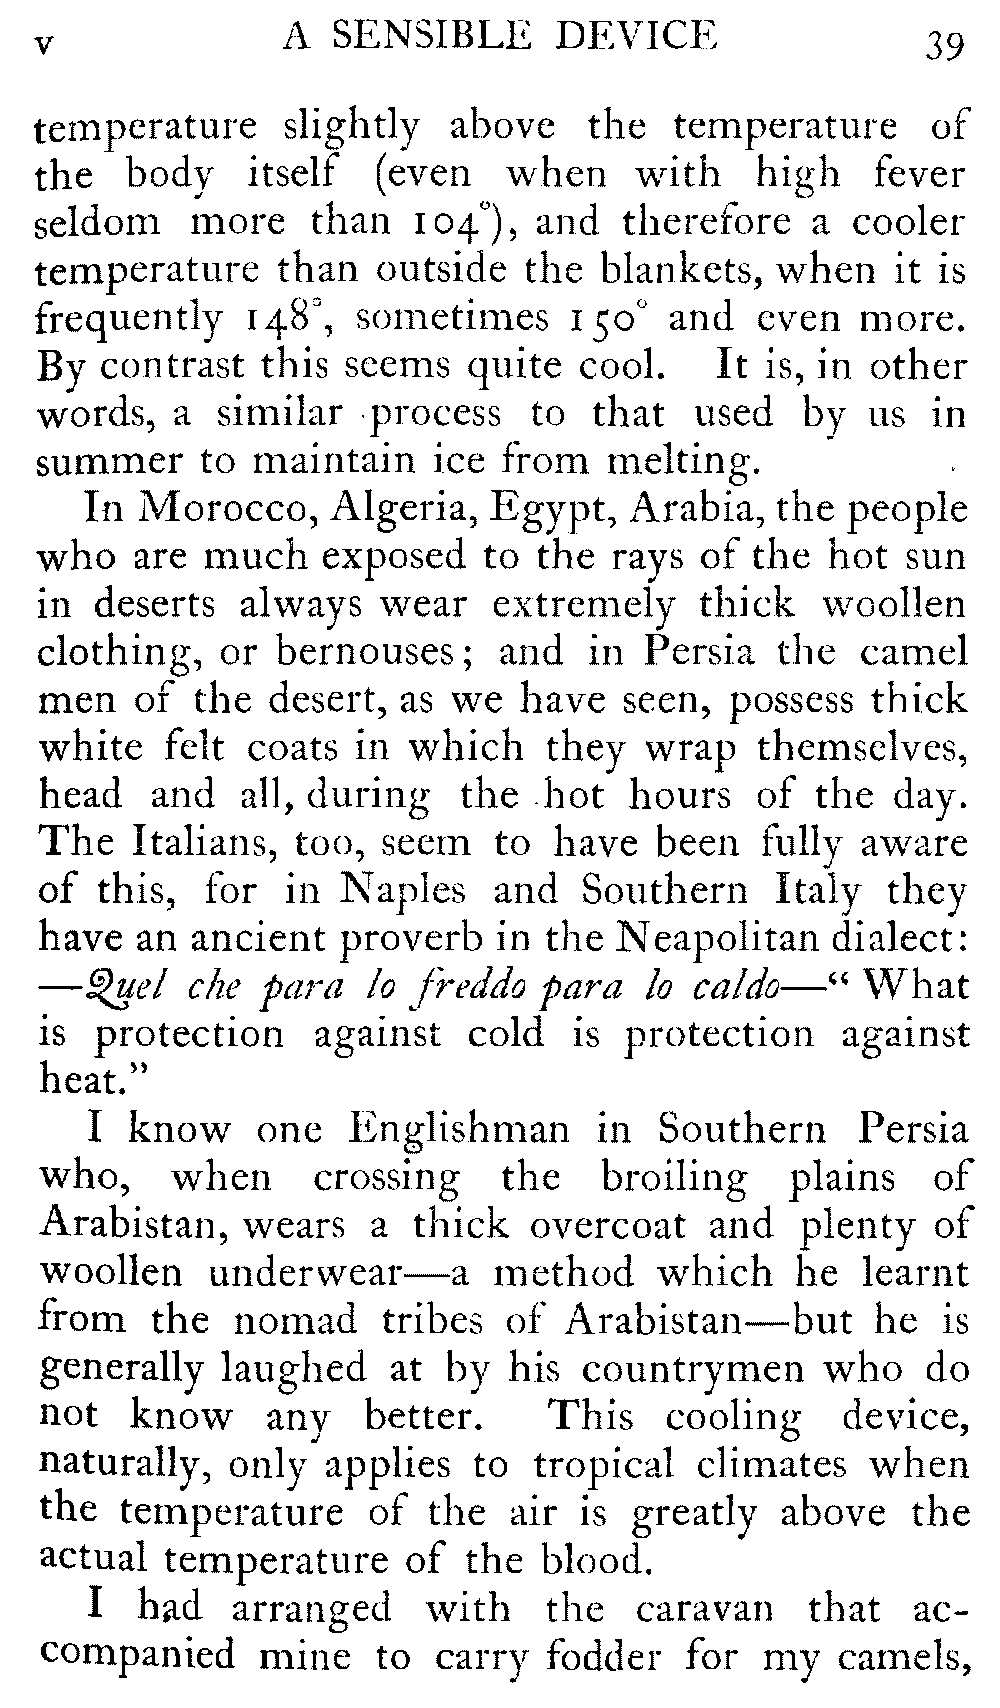 v A SENSIBLE DEVICE 39
temperature slightly above the temperature of
the body itself (even when with high fever
seldom more than 104°), and therefore a cooler
temperature than outside the blankets, when it is
frequently 148°, sometimes 150° and even more.
By contrast this seems quite cool. It is, in other
words, a similar process to that used by us in
summer to maintain ice from melting.
In Morocco, Algeria, Egypt, Arabia, the people
who are much exposed to the rays of the hot sun
in deserts always wear extremely thick woollen
clothing, or bernouses; and in Persia the camel
men of the desert, as we have seen, possess thick
white felt coats in which they wrap themselves,
head and all, during the hot hours of the day.
The Italians, too, seem to have been fully aware
of this, for in Naples and Southern Italy they
have an ancient proverb in the Neapolitan dialect:
—Quel che para lo freddo para lo caldo—“ What
is protection against cold is protection against
heat.”
I know one Englishman in Southern Persia
who, when crossing the broiling plains of
Arabistan, wears a thick overcoat and plenty of
woollen underwear—a method which he learnt
from the nomad tribes of Arabistan—but he is
generally laughed at by his countrymen who do
not know any better. This cooling device,
naturally, only applies to tropical climates when
the temperature of the air is greatly above the
actual temperature of the blood.
I had arranged with the caravan that ac-
companied mine to carry fodder for my camels,